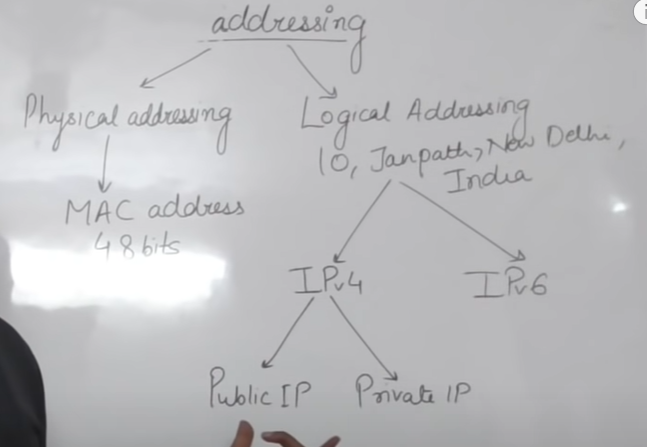 addressing
Physical addressing
Logical Addressing
10, Janpath, New Delhi,
India
MAC address
48 bits
IPv4
IPv6
Public IP
Private IP